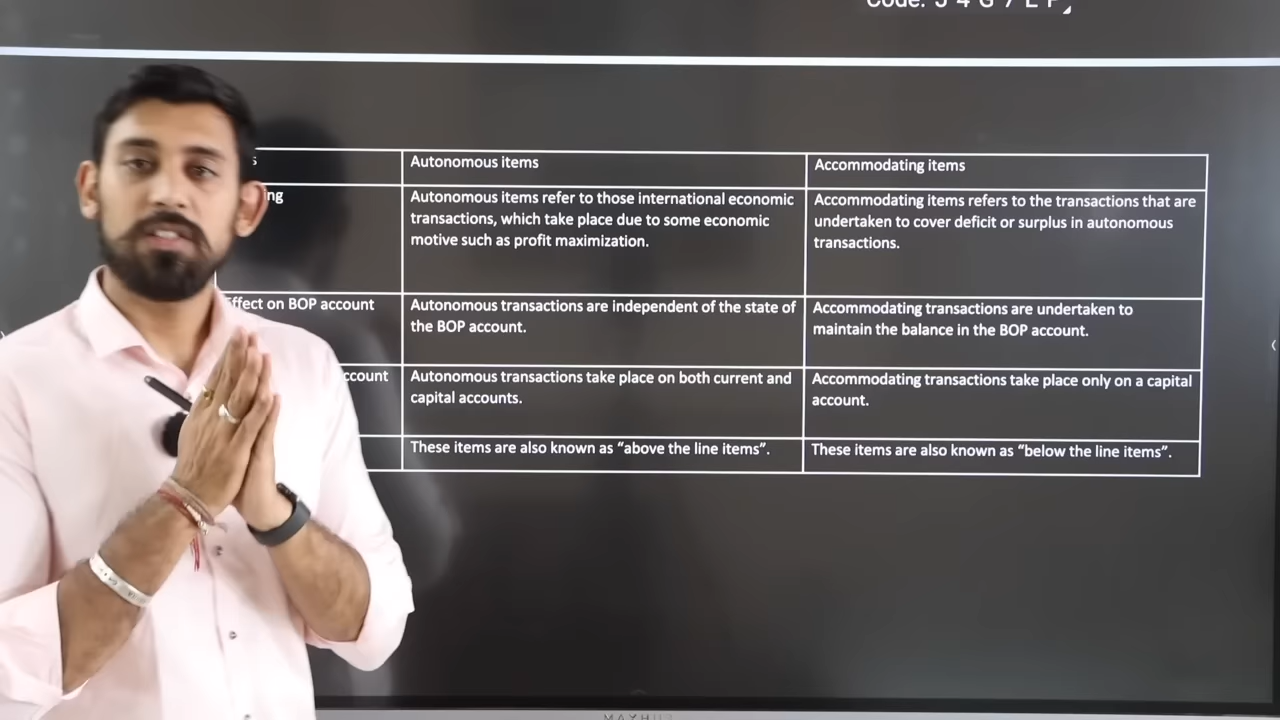 Code:
Autonomous items
Accommodating items
Autonomous items refer to those international economic
transactions, which take place due to some economic
motive such as profit maximization.
Accommodating items refers to the transactions that are
undertaken to cover deficit or surplus in autonomous
transactions.
Effect on BOP account
Autonomous transactions are independent of the state of
the BOP account.
Accommodating transactions are undertaken to
maintain the balance in the BOP account.
Autonomous transactions take place on both current and
capital accounts.
Accommodating transactions take place only on a capital
account.
These items are also known as “above the line items”.
These items are also known as “below the line items”.